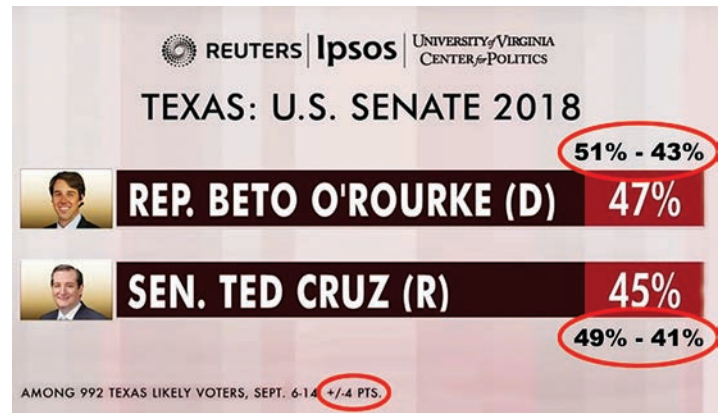 REUTERS Ipsos UNIVERSITY of VIRGINIA
CENTER for POLITICS
TEXAS: U.S. SENATE 2018
51% - 43%
REP. BETO O'ROURKE (D) 47%
SEN. TED CRUZ (R) 45%
49% - 41%
AMONG 992 TEXAS LIKELY VOTERS, SEPT. 6-14 +/-4 PTS.